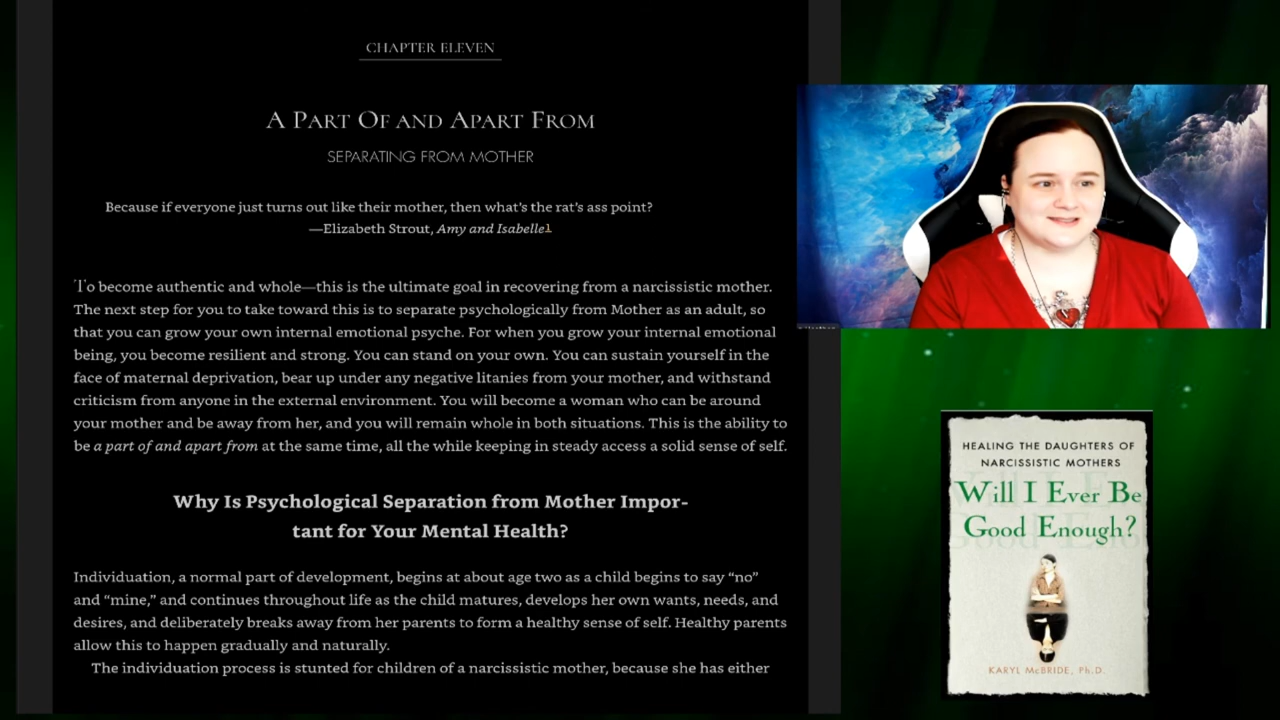 CHAPTER ELEVEN
A PART OF AND APART FROM
SEPARATING FROM MOTHER
Because if everyone just turns out like their mother, then what's the rat's ass point?
—Elizabeth Strout, Amy and Isabelle1
To become authentic and whole—this is the ultimate goal in recovering from a narcissistic mother.
The next step for you to take toward this is to separate psychologically from Mother as an adult, so
that you can grow your own internal emotional psyche. For when you grow your internal emotional
being, you become resilient and strong. You can stand on your own. You can sustain yourself in the
face of maternal deprivation, bear up under any negative litanies from your mother, and withstand
criticism from anyone in the external environment. You will become a woman who can be around
your mother and be away from her, and you will remain whole in both situations. This is the ability to
be a part of and apart from at the same time, all the while keeping in steady access a solid sense of self.
Why Is Psychological Separation from Mother Impor-
tant for Your Mental Health?
Individuation, a normal part of development, begins at about age two as a child begins to say “no”
and “mine,” and continues throughout life as the child matures, develops her own wants, needs, and
desires, and deliberately breaks away from her parents to form a healthy sense of self. Healthy parents
allow this to happen gradually and naturally.
The individuation process is stunted for children of a narcissistic mother, because she has either
HEALING THE DAUGHTERS OF
NARCISSISTIC MOTHERS
Will I Ever Be
Good Enough?
KARYL McBRIDE, Ph.D.